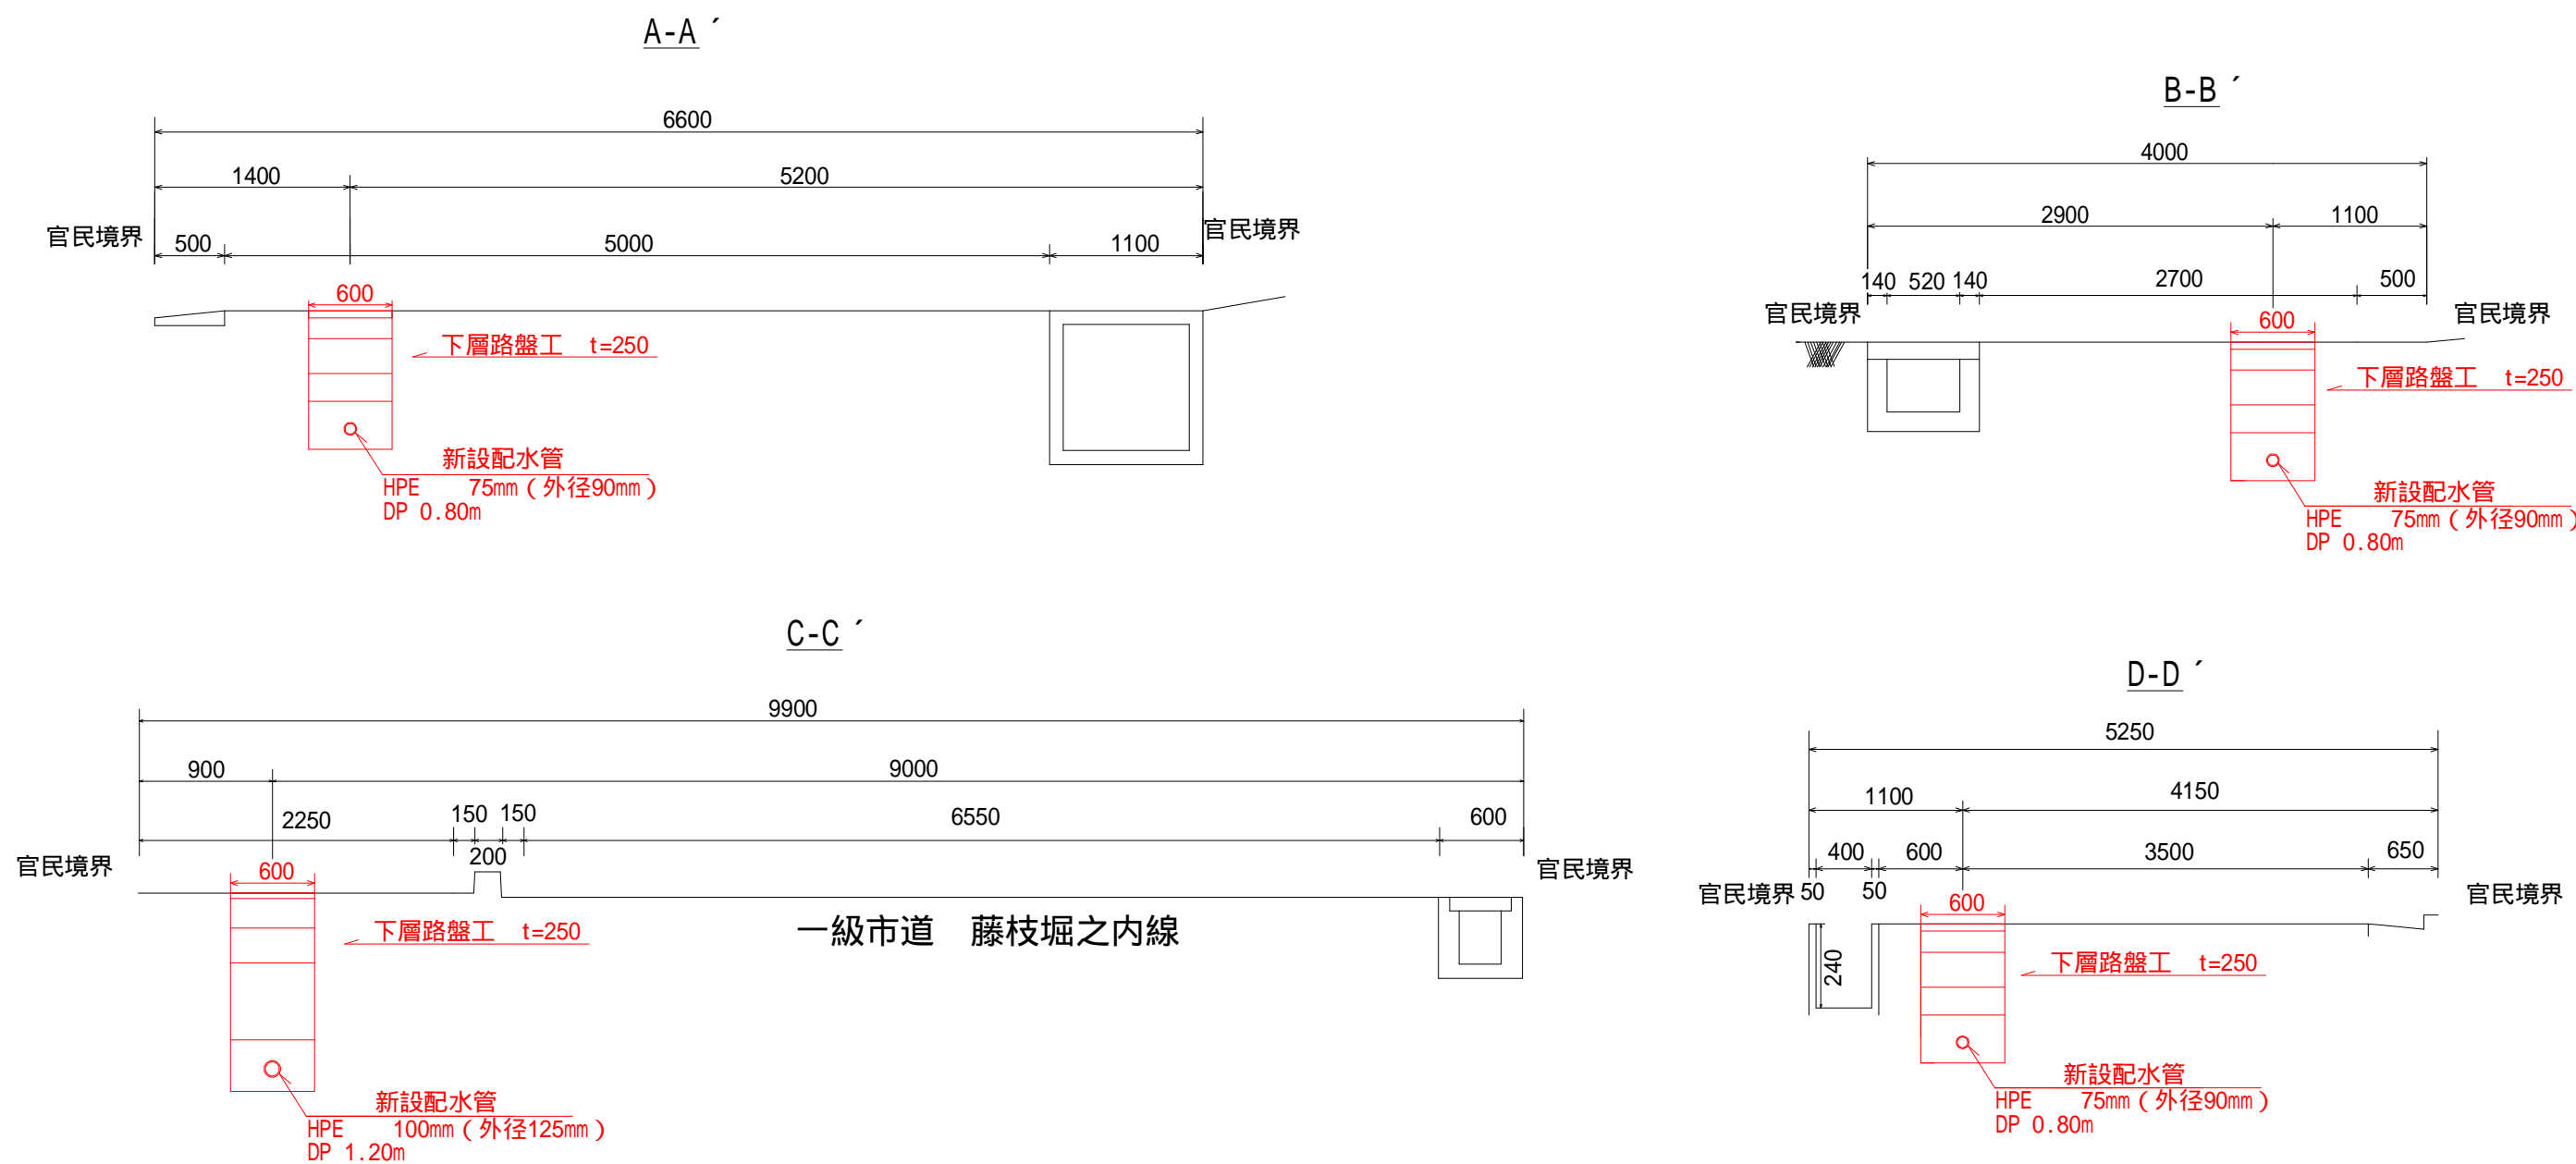 A-A ´
6600
1400
5200
官民境界
500
5000
1100
官民境界
600
下層路盤工 t=250
新設配水管
HPE 75mm（外径90mm）
DP 0.80m
B-B ´
4000
2900
1100
140
520
140
2700
500
官民境界
官民境界
600
下層路盤工 t=250
新設配水管
HPE 75mm（外径90mm）
DP 0.80m
C-C ´
9900
900
9000
2250
150
200
150
6550
600
官民境界
官民境界
600
下層路盤工 t=250
一級市道 藤枝堀之内線
新設配水管
HPE 100mm（外径125mm）
DP 1.20m
D-D ´
5250
1100
4150
400
600
3500
650
官民境界
50
50
官民境界
600
240
下層路盤工 t=250
新設配水管
HPE 75mm（外径90mm）
DP 0.80m